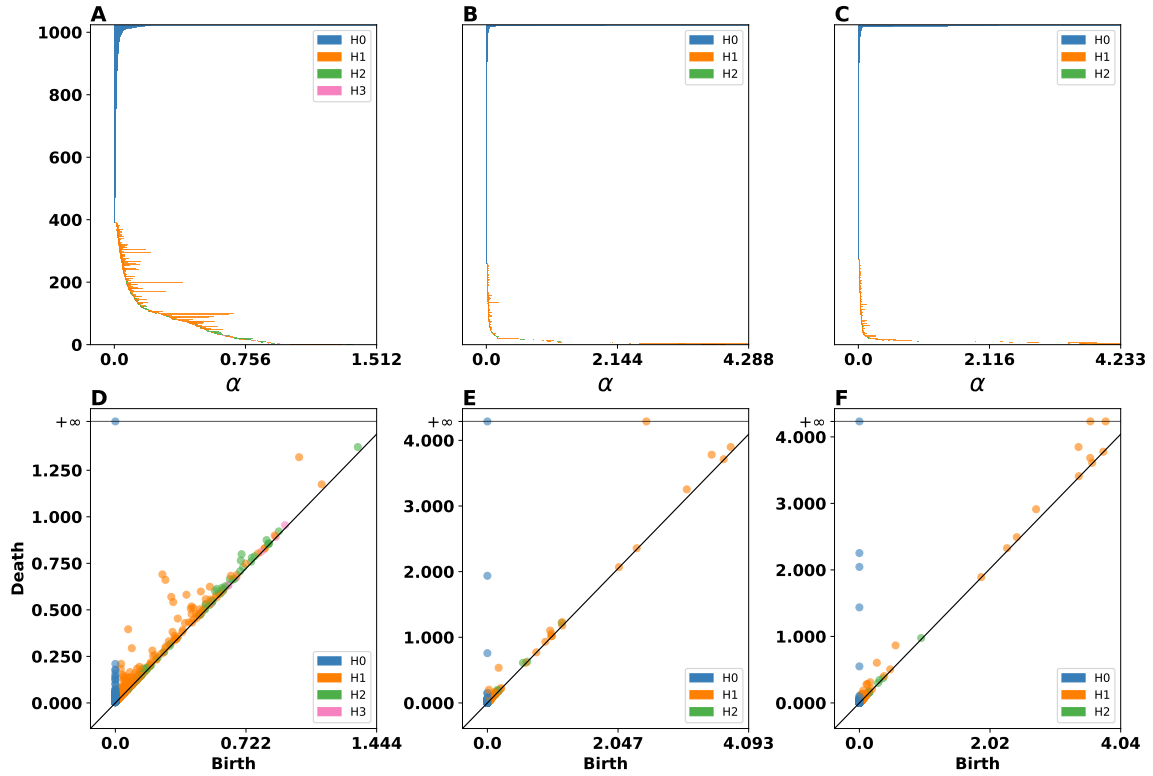 A
B
C
1000
800
600
400
200
0
H0
H1
H2
H3
H0
H1
H2
H0
H1
H2
0.0
0.756
1.512
0.0
2.144
4.288
0.0
2.116
4.233
α
α
α
D
E
F
+∞
1.250
1.000
0.750
0.500
0.250
0.000
Death
H0
H1
H2
H3
0.0
0.722
1.444
Birth
+∞
4.000
3.000
2.000
1.000
0.000
H0
H1
H2
0.0
2.047
4.093
Birth
+∞
4.000
3.000
2.000
1.000
0.000
H0
H1
H2
0.0
2.02
4.04
Birth